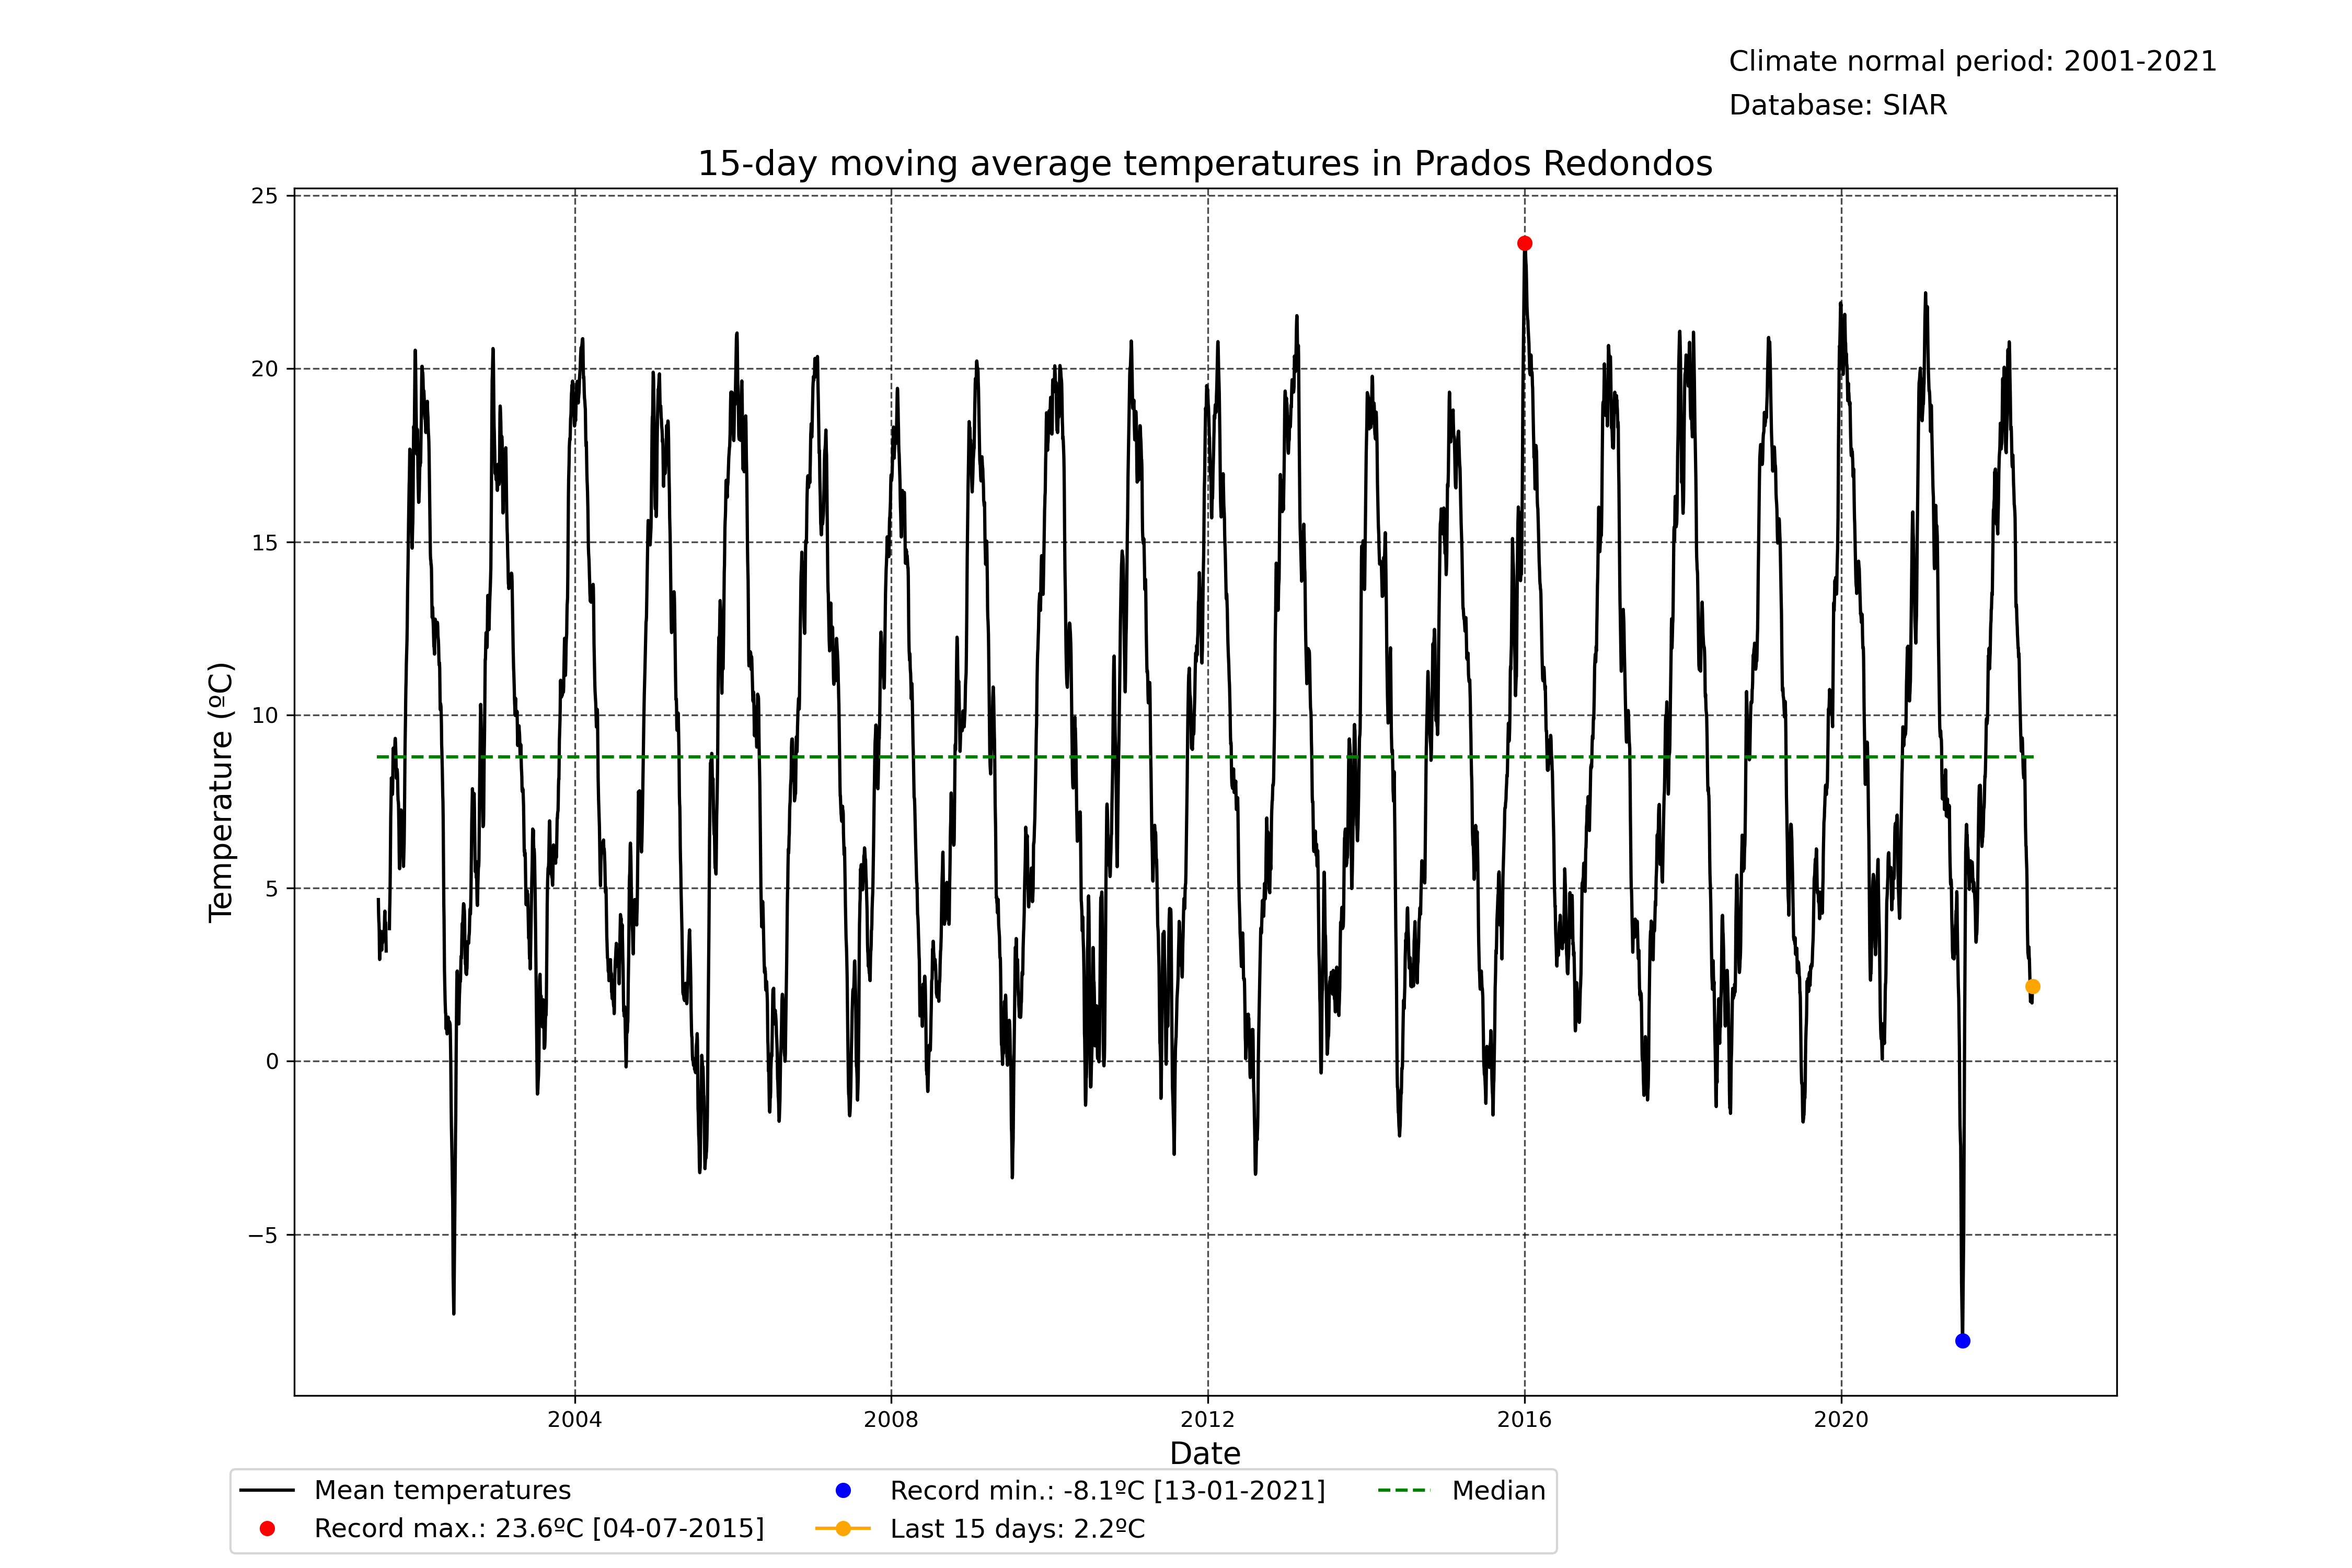 Climate normal period: 2001-2021
Database: SIAR
15-day moving average temperatures in Prados Redondos
25
20
15
10
5
0
−5
Temperature (ºC)
2004 2008 2012 2016 2020
Date
Mean temperatures
Record max.: 23.6ºC [04-07-2015]
Record min.: -8.1ºC [13-01-2021]
Last 15 days: 2.2ºC
Median